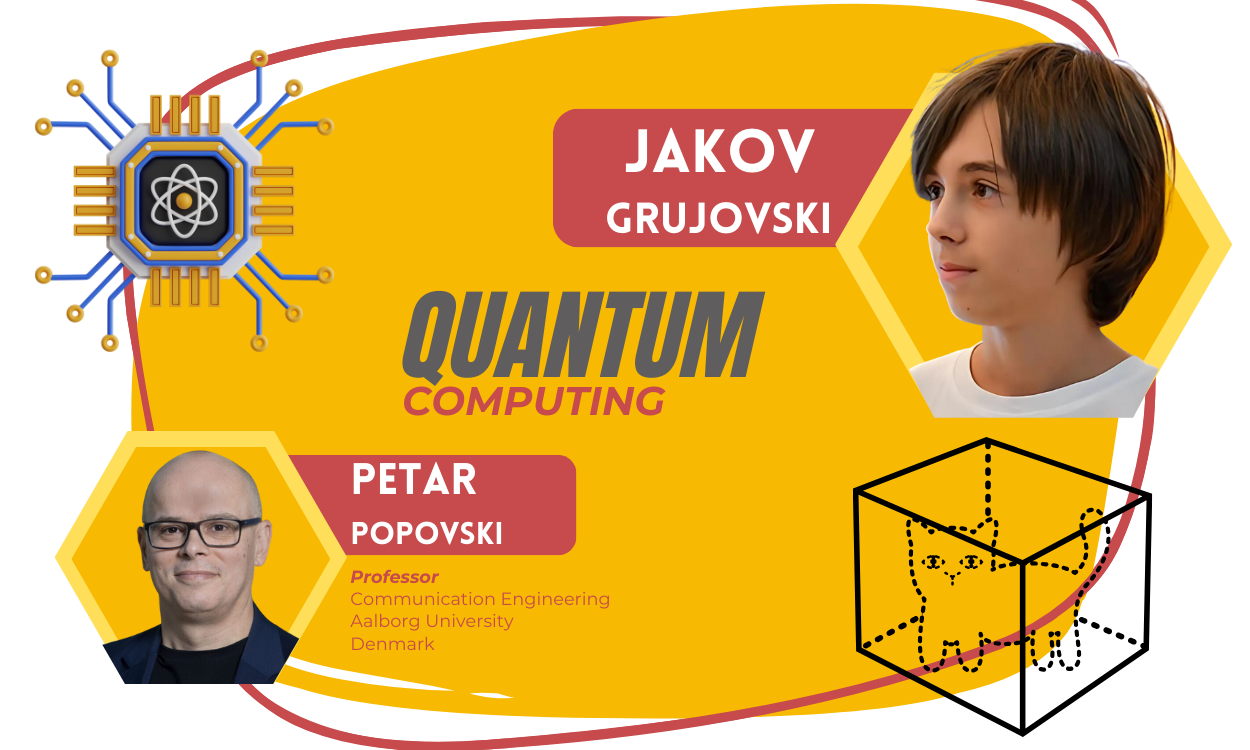 JAKOV
GRUJOVSKI
QUANTUM
COMPUTING
PETAR
POPOVSKI
Professor
Communication Engineering
Aalborg University
Denmark